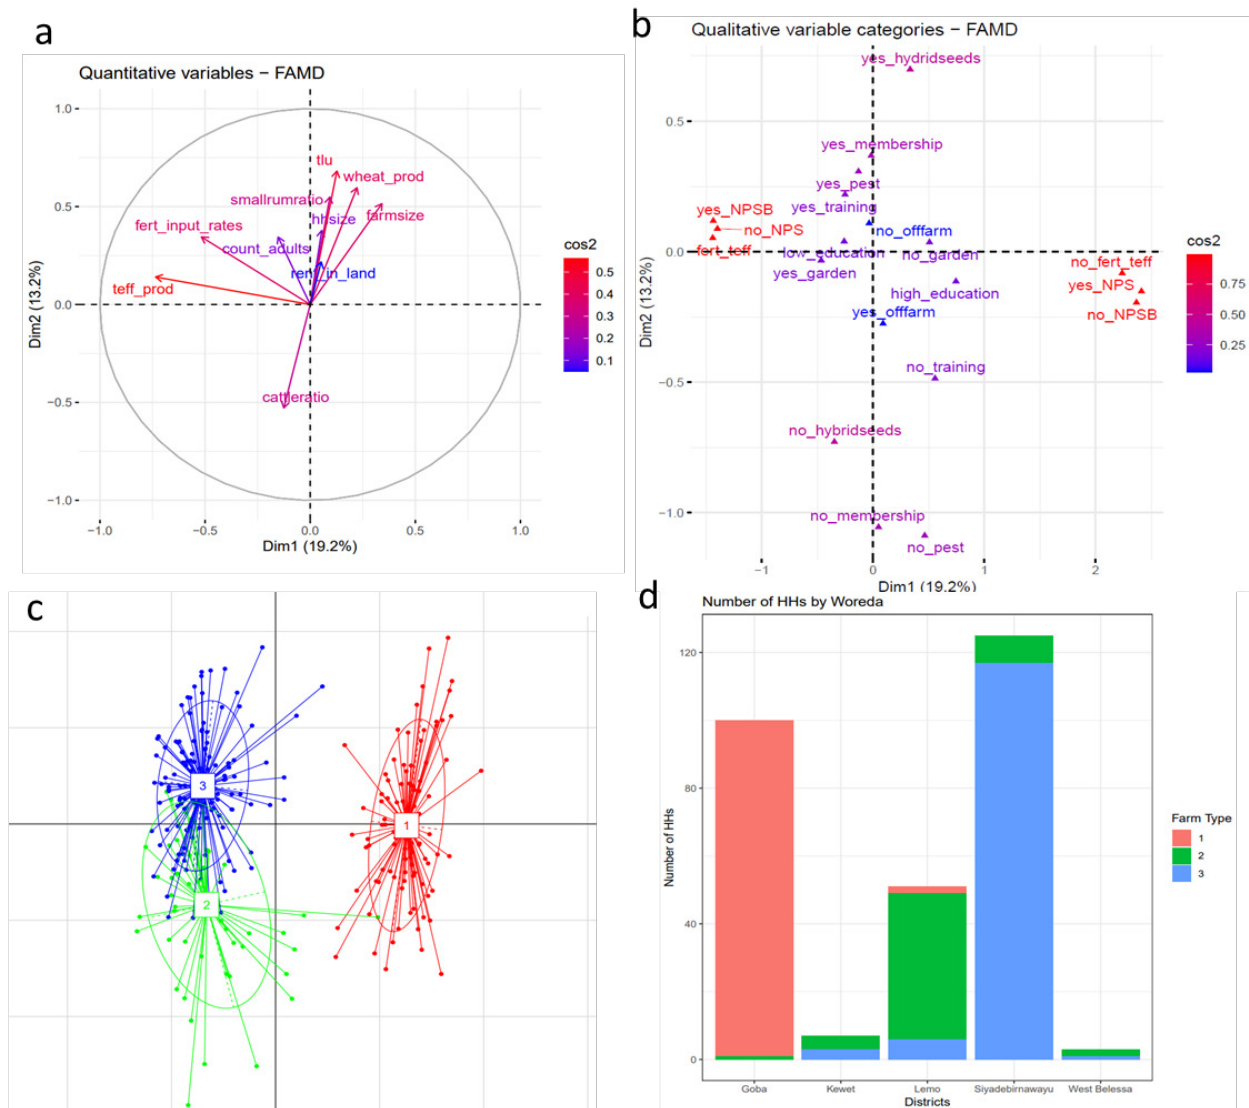 a
Quantitative variables − FAMD
1.0
0.5
0.0
−0.5
−1.0
Dim2 (13.2%)
tlu
wheat_prod
smallrumratio
farmsize
hhsize
fert_input_rates
count_adults
rent_in_land
teff_prod
cattleratio
−1.0
−0.5
0.0
0.5
1.0
Dim1 (19.2%)
cos2
0.5
0.4
0.3
0.2
0.1
b
Qualitative variable categories − FAMD
yes_hydridseeds
0.5
yes_membership
yes_pest
yes_training
yes_NPSB
no_NPS
no_offfarm
fert_teff
0.0
low_education
no_garden
no_fert_teff
yes_garden
yes_NPS
high_education
no_NPSB
yes_offfarm
no_training
−0.5
no_hybridseeds
no_membership
−1.0
no_pest
Dim2 (13.2%)
−1
0
1
2
Dim1 (19.2%)
cos2
0.75
0.50
0.25
c
3
1
2
d
Number of HHs by Woreda
120
80
40
0
Number of HHs
Goba
Kewet
Lemo
Siyadebirnawayu
West Belessa
Districts
Farm Type
1
2
3